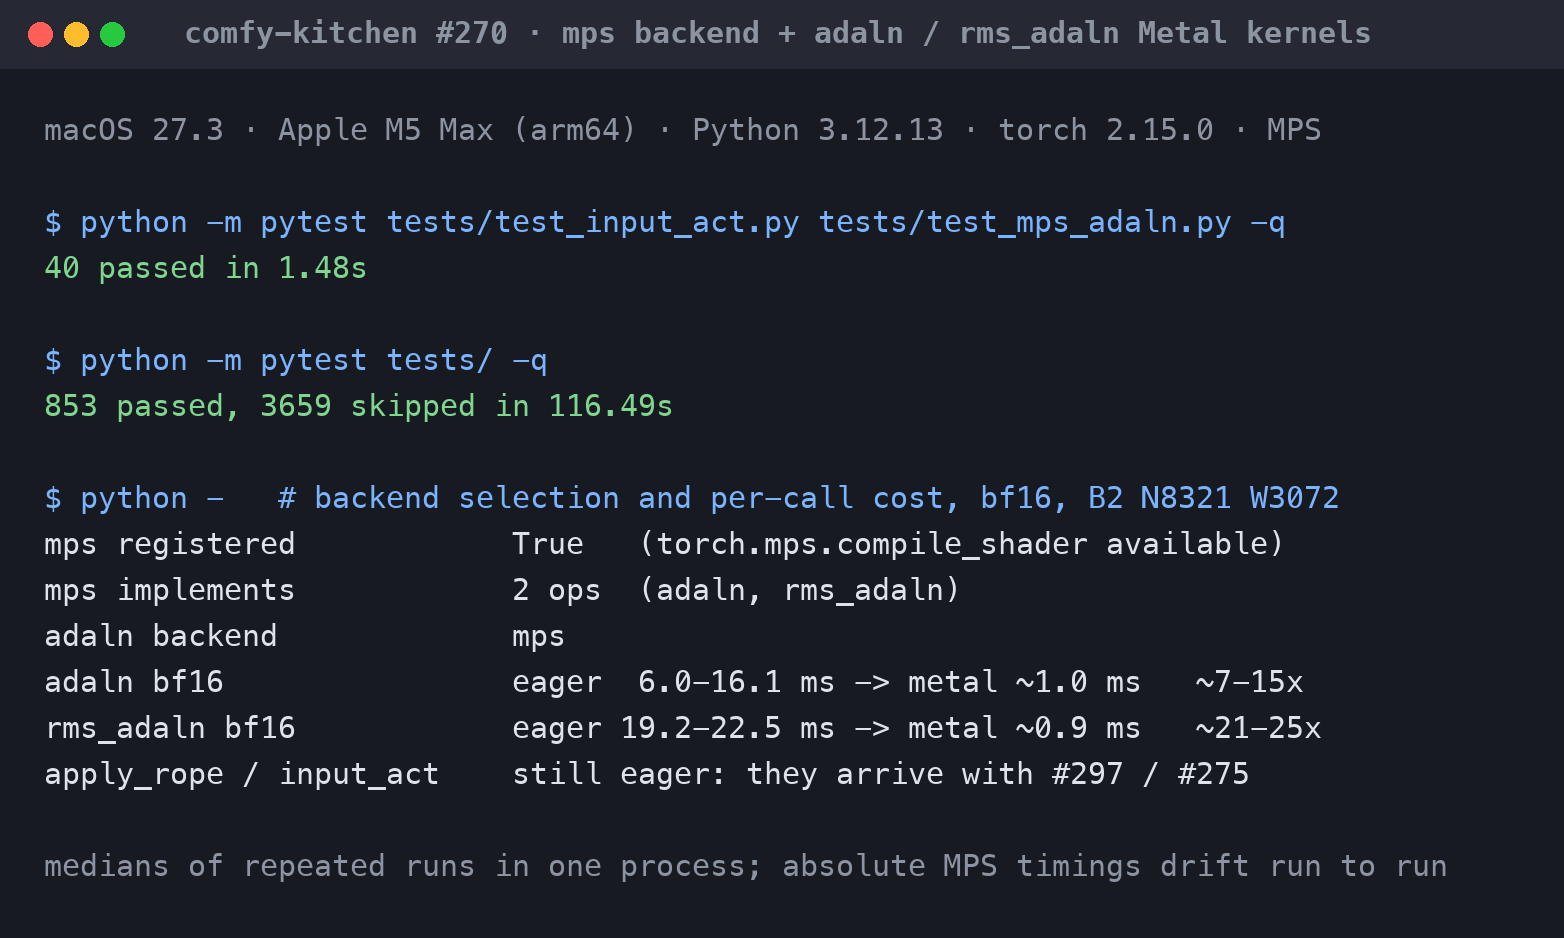 comfy-kitchen #270 · mps backend + adaln / rms_adaln Metal kernels
macOS 27.3 · Apple M5 Max (arm64) · Python 3.12.13 · torch 2.15.0 · MPS
$ python -m pytest tests/test_input_act.py tests/test_mps_adaln.py -q
40 passed in 1.48s
$ python -m pytest tests/ -q
853 passed, 3659 skipped in 116.49s
$ python -   # backend selection and per-call cost, bf16, B2 N8321 W3072
mps registered            True   (torch.mps.compile_shader available)
mps implements            2 ops  (adaln, rms_adaln)
adaln backend             mps
adaln bf16                eager  6.0-16.1 ms -> metal ~1.0 ms   ~7-15x
rms_adaln bf16            eager 19.2-22.5 ms -> metal ~0.9 ms   ~21-25x
apply_rope / input_act    still eager: they arrive with #297 / #275
medians of repeated runs in one process; absolute MPS timings drift run to run